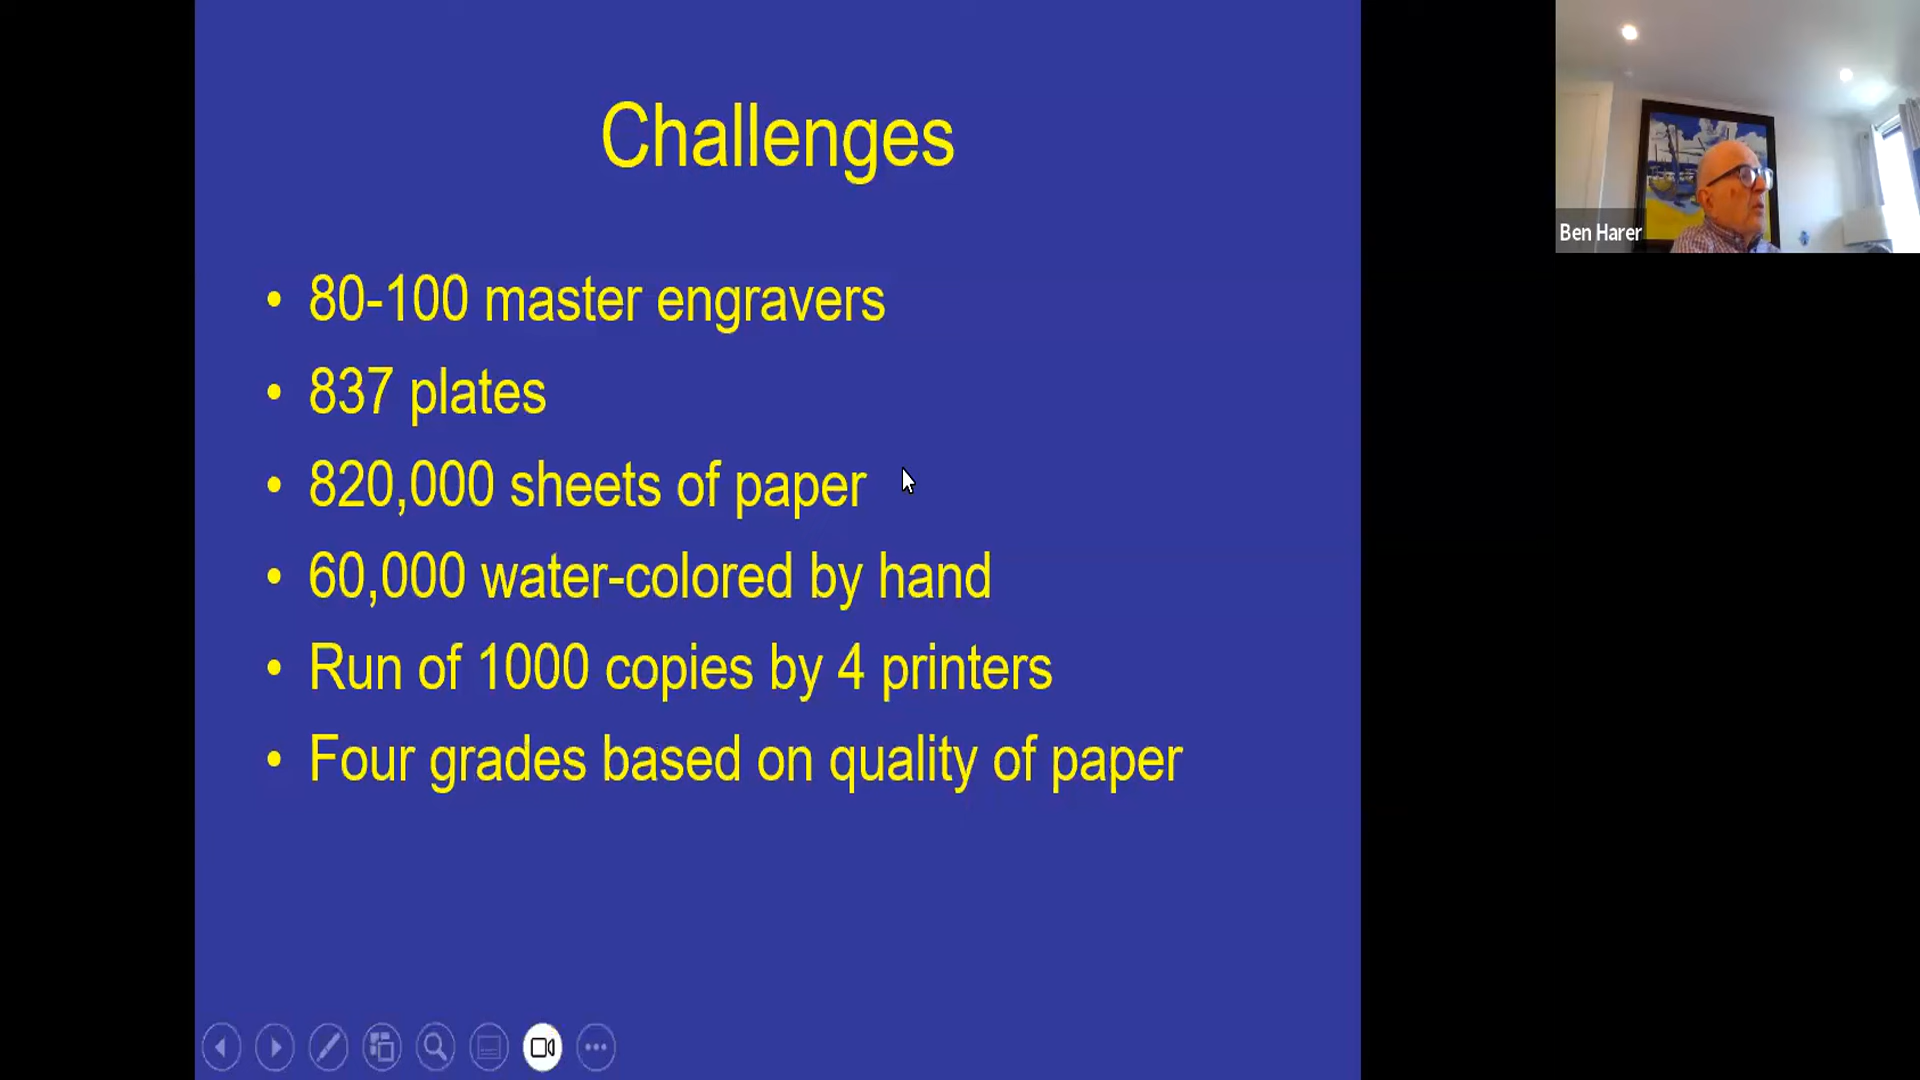 Challenges
• 80-100 master engravers
• 837 plates
• 820,000 sheets of paper
• 60,000 water-colored by hand
• Run of 1000 copies by 4 printers
• Four grades based on quality of paper
Ben Harer